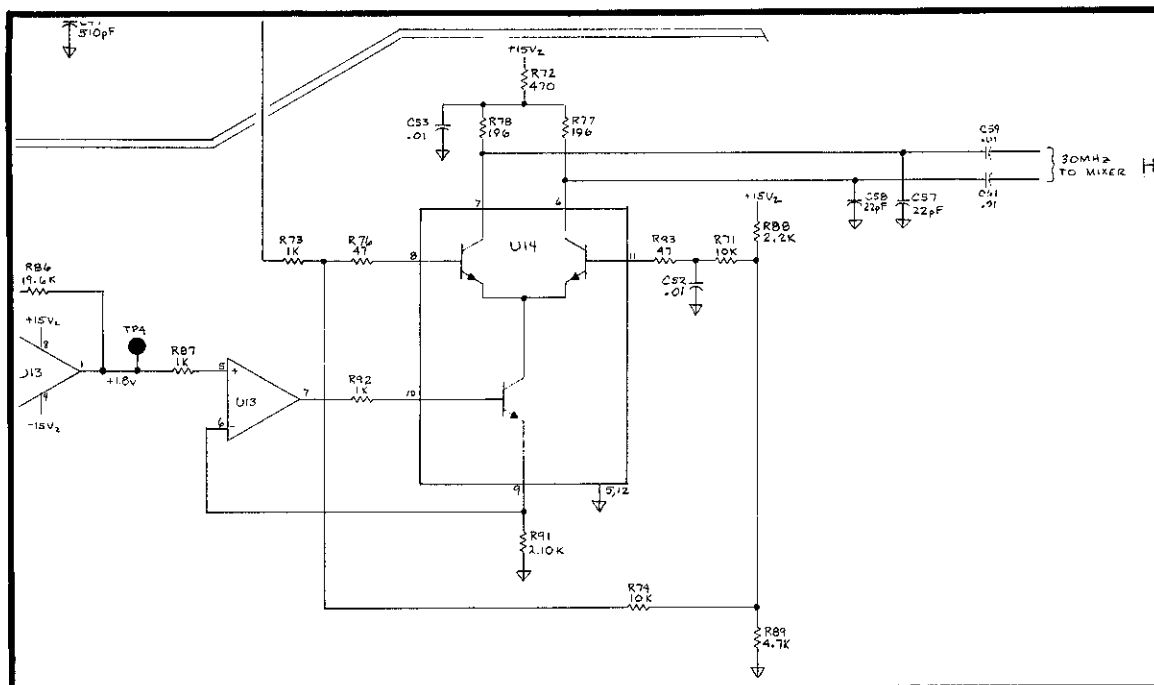 510pF
+15V2
R72
470
C53
.01
R78
196
R77
196
C59
.01
30MHz
TO MIXER
H
.01
C58
22pF
C57
22pF
+15V2
R88
2.2K
7
6
U14
R73
1K
R76
47
8
11
R93
47
R71
10K
C52
.01
R86
19.6K
+15V2
8
TP4
U13
1
+1.8V
4
-15V2
R87
1K
5
+
U13
6
-
7
R92
1K
10
9
5,12
R91
2.10K
R74
10K
R89
4.7K